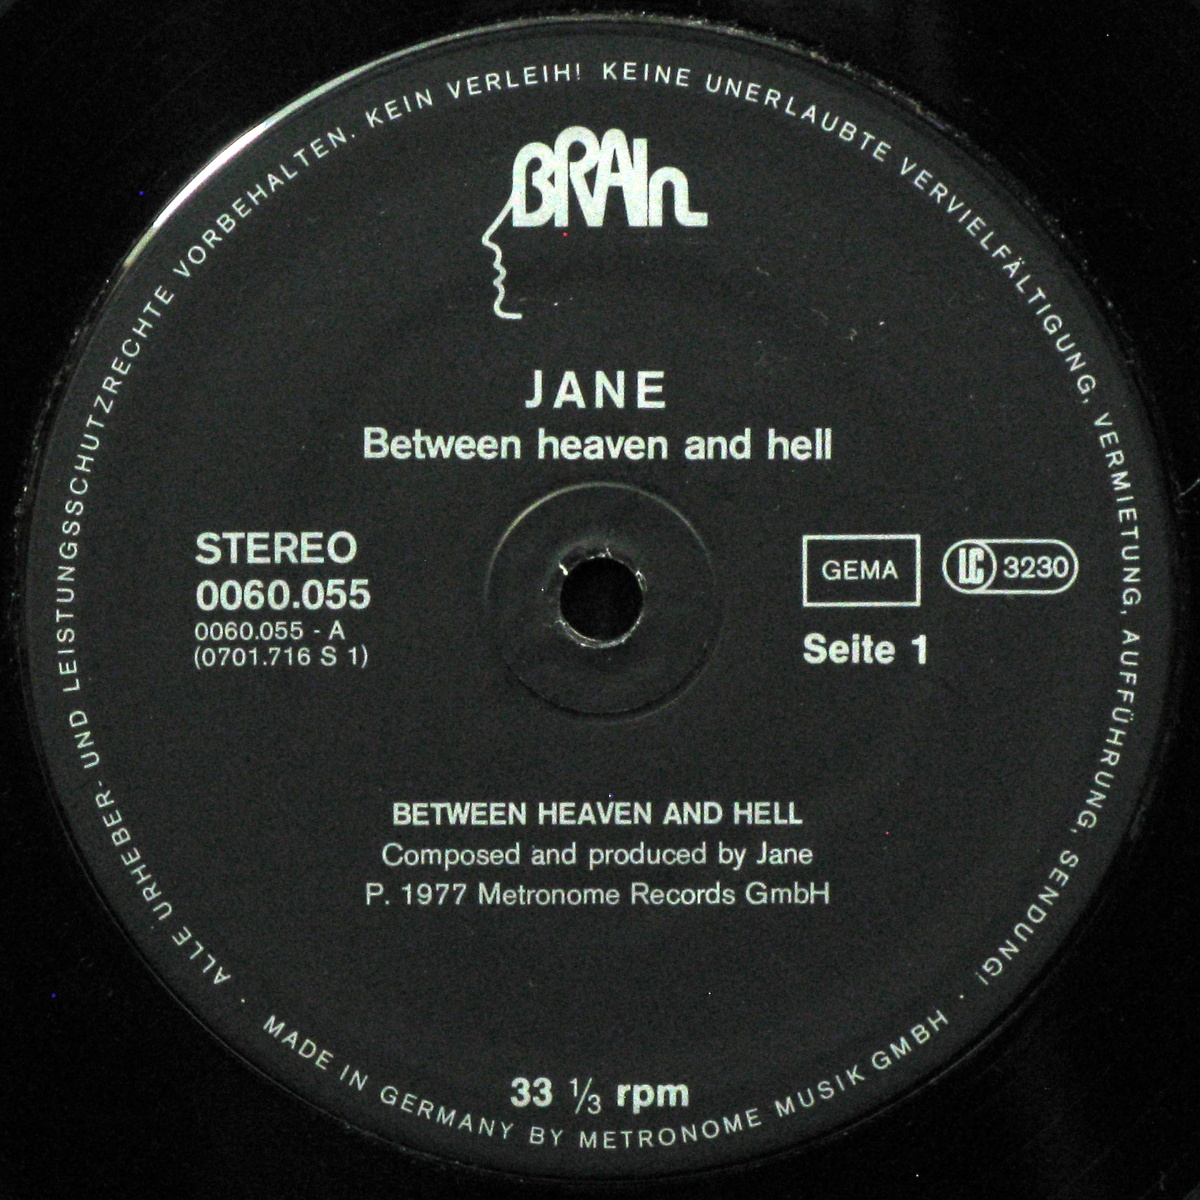 ALLE URHEBER- UND LEISTUNGSSCHUTZRECHTE VORBEHALTEN. KEIN VERLEIH! KEINE UNERLAUBTE VERVIELFÄLTIGUNG, VERMIETUNG, AUFFÜHRUNG, SENDUNG!
BRAIn
JANE
Between heaven and hell
STEREO
0060.055
0060.055 - A
(0701.716 S 1)
GEMA
LC 3230
Seite 1
BETWEEN HEAVEN AND HELL
Composed and produced by Jane
P. 1977 Metronome Records GmbH
33 1/3 rpm
· MADE IN GERMANY BY METRONOME MUSIK GMBH ·